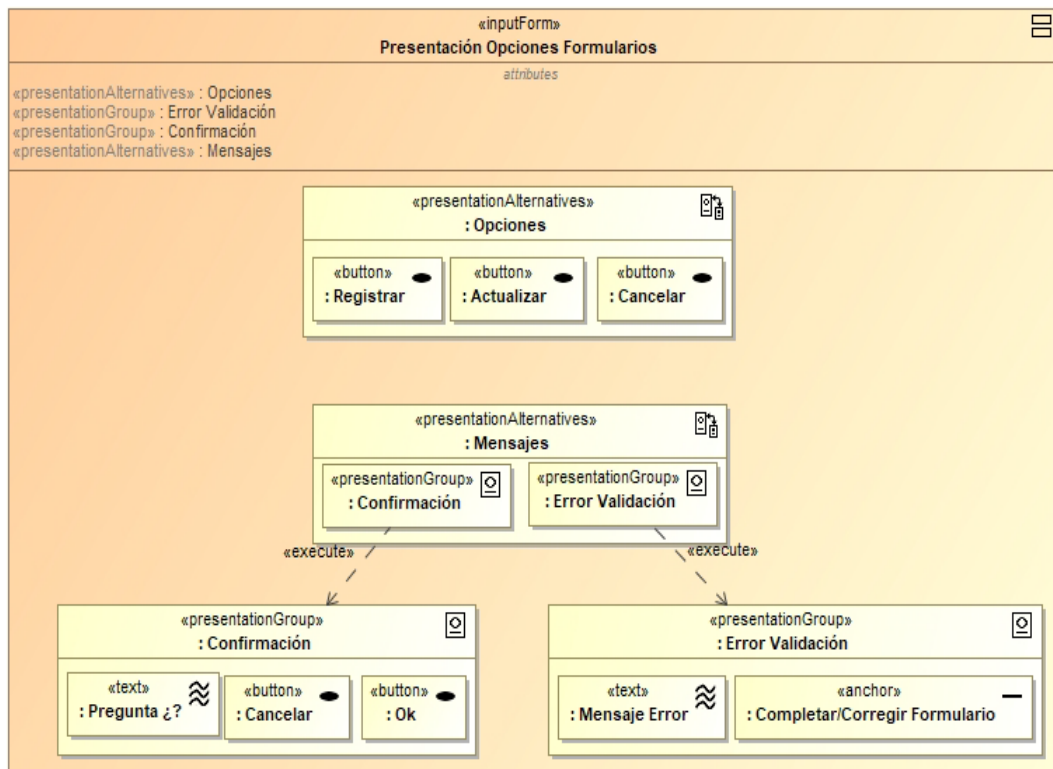 «inputForm»
Presentación Opciones Formularios
attributes
«presentationAlternatives» : Opciones
«presentationGroup» : Error Validación
«presentationGroup» : Confirmación
«presentationAlternatives» : Mensajes
«presentationAlternatives»
: Opciones
«button»
: Registrar
«button»
: Actualizar
«button»
: Cancelar
«presentationAlternatives»
: Mensajes
«presentationGroup»
: Confirmación
«presentationGroup»
: Error Validación
«execute»
«execute»
«presentationGroup»
: Confirmación
«text»
: Pregunta ¿?
«button»
: Cancelar
«button»
: Ok
«presentationGroup»
: Error Validación
«text»
: Mensaje Error
«anchor»
: Completar/Corregir Formulario